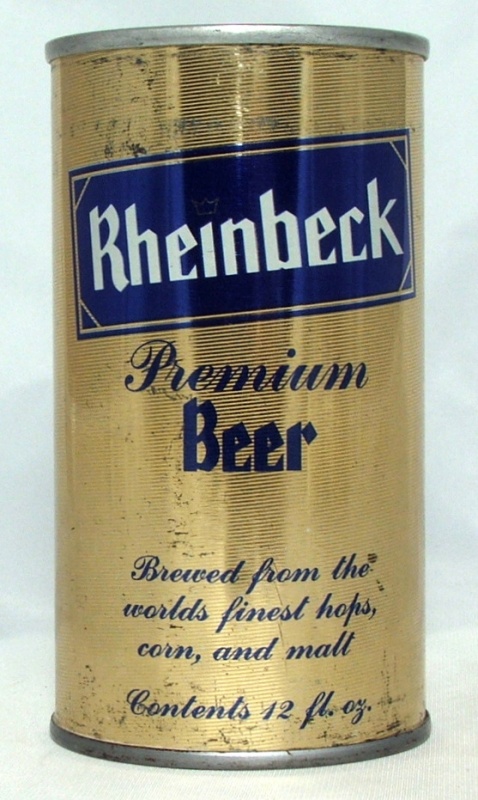 Rheinbeck
Premium
Beer
Brewed from the
worlds finest hops,
corn, and malt
Contents 12 fl. oz.